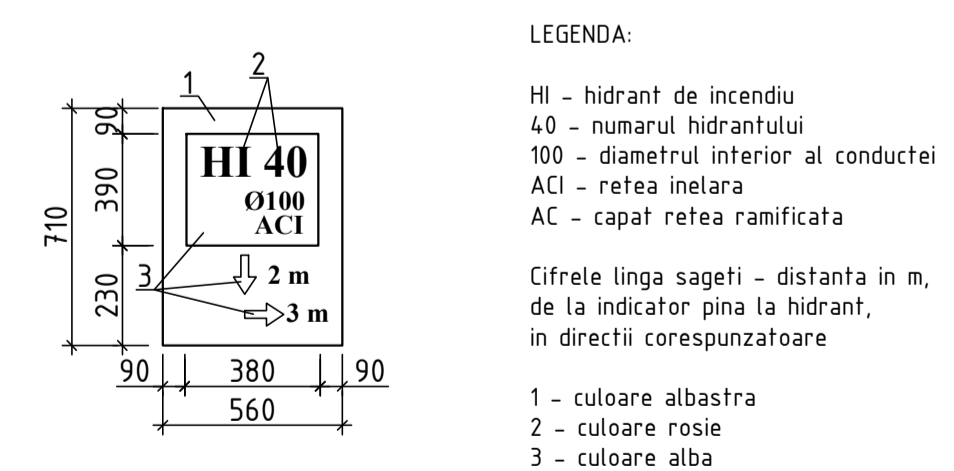 1
2
90
HI 40
Ø100
ACI
390
710
3
2 m
230
3 m
90
380
90
560
LEGENDA:
HI – hidrant de incendiu
40 – numarul hidrantului
100 – diametrul interior al conductei
ACI – retea inelara
AC – capat retea ramificata
Cifrele linga sageti – distanta in m,
de la indicator pina la hidrant,
in directii corespunzatoare
1 – culoare albastra
2 – culoare rosie
3 – culoare alba